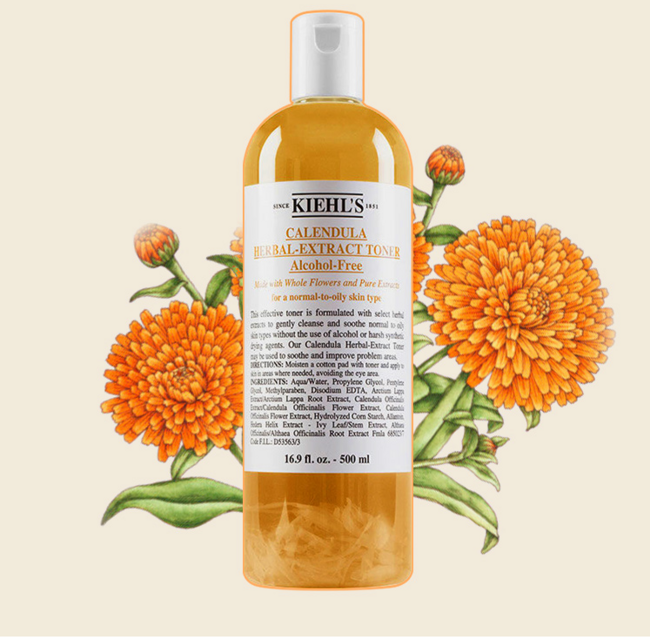 SINCE KIEHL'S 1851
CALENDULA
HERBAL-EXTRACT TONER
Alcohol-Free
Made with Whole Flowers and Pure Extracts
for a normal-to-oily skin type
This effective toner is formulated with select herbal
extracts to gently cleanse and soothe normal to oily
skin types without the use of alcohol or harsh synthetic
drying agents. Our Calendula Herbal-Extract Toner
may be used to soothe and improve problem areas.
DIRECTIONS: Moisten a cotton pad with toner and apply to
skin in areas where needed, avoiding the eye area.
INGREDIENTS: Aqua/Water, Propylene Glycol, Pentylene
Glycol, Methylparaben, Disodium EDTA, Arctium Lappa
Extract/Arctium Lappa Root Extract, Calendula Officinalis
Extract/Calendula Officinalis Flower Extract, Calendula
Officinalis Flower Extract, Hydrolyzed Corn Starch, Allantoin,
Hedera Helix Extract - Ivy Leaf/Stem Extract, Althaea
Officinalis/Althaea Officinalis Root Extract Fmla
Code F.I.L.: D53563/3
16.9 fl. oz. - 500 ml